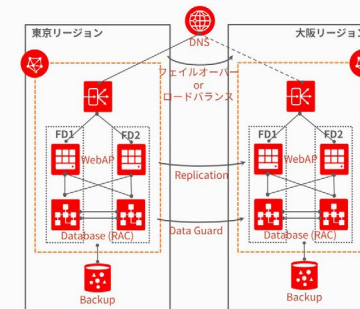 DNS
東京リージョン
大阪リージョン
フェイルオーバー
or
ロードバランス
FD1
FD2
FD1
FD2
WebAP
WebAP
Replication
Data Guard
Database (RAC)
Database (RAC)
Backup
Backup